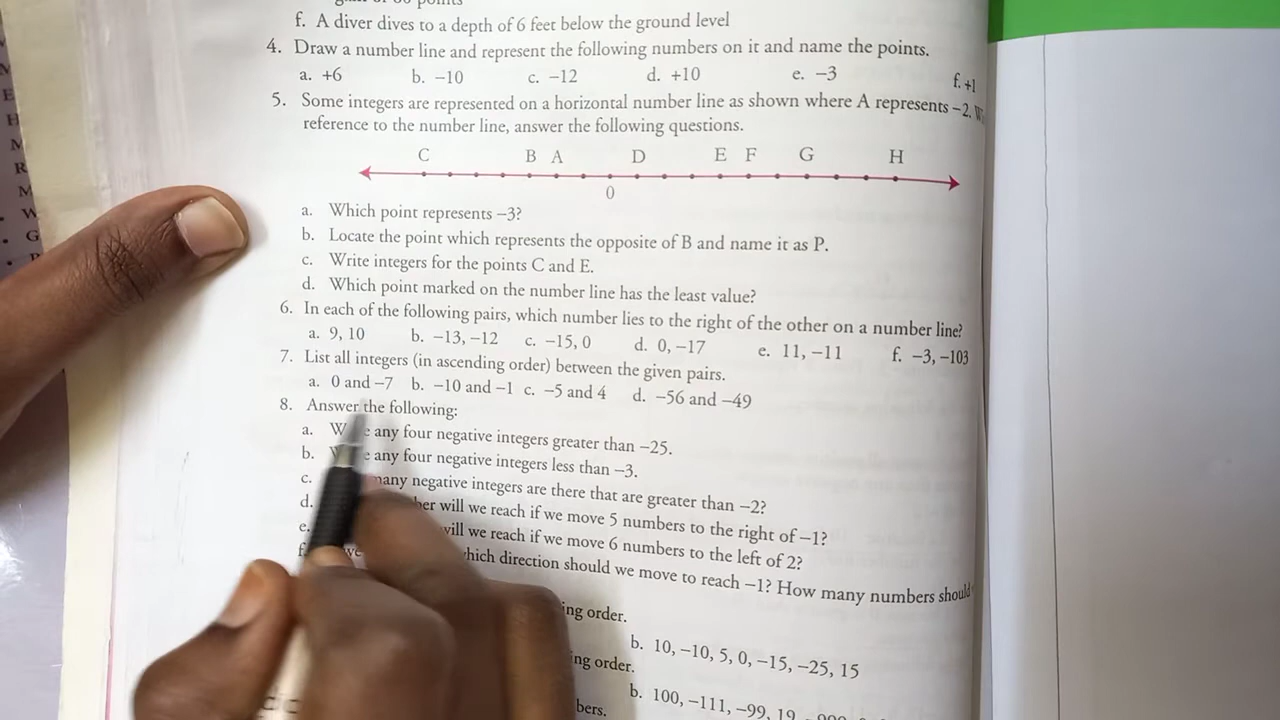 points
f. A diver dives to a depth of 6 feet below the ground level
4. Draw a number line and represent the following numbers on it and name the points.
a. +6 b. −10 c. −12 d. +10 e. −3 f. +1
5. Some integers are represented on a horizontal number line as shown where A represents −2.
reference to the number line, answer the following questions.
C B A D E F G H
0
a. Which point represents −3?
b. Locate the point which represents the opposite of B and name it as P.
c. Write integers for the points C and E.
d. Which point marked on the number line has the least value?
6. In each of the following pairs, which number lies to the right of the other on a number line?
a. 9, 10 b. −13, −12 c. −15, 0 d. 0, −17 e. 11, −11 f. −3, −103
7. List all integers (in ascending order) between the given pairs.
a. 0 and −7 b. −10 and −1 c. −5 and 4 d. −56 and −49
8. Answer the following:
a. any four negative integers greater than −25.
b. any four negative integers less than −3.
c. many negative integers are there that are greater than −2?
d. will we reach if we move 5 numbers to the right of −1?
e. will we reach if we move 6 numbers to the left of 2?
f. which direction should we move to reach −1? How many numbers should
order.
b. 10, −10, 5, 0, −15, −25, 15
order.
b. 100, −111, −99, 19,